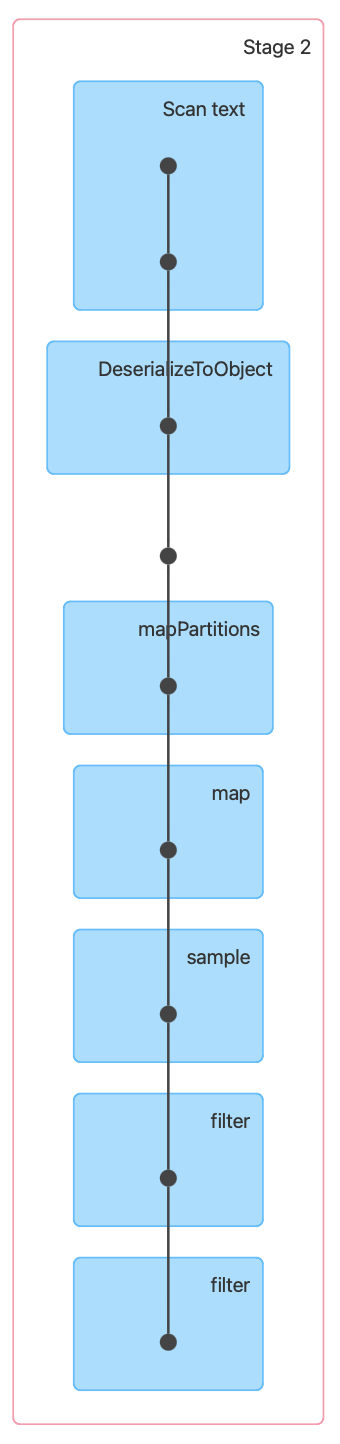 Stage 2
Scan text
DeserializeToObject
mapPartitions
map
sample
filter
filter